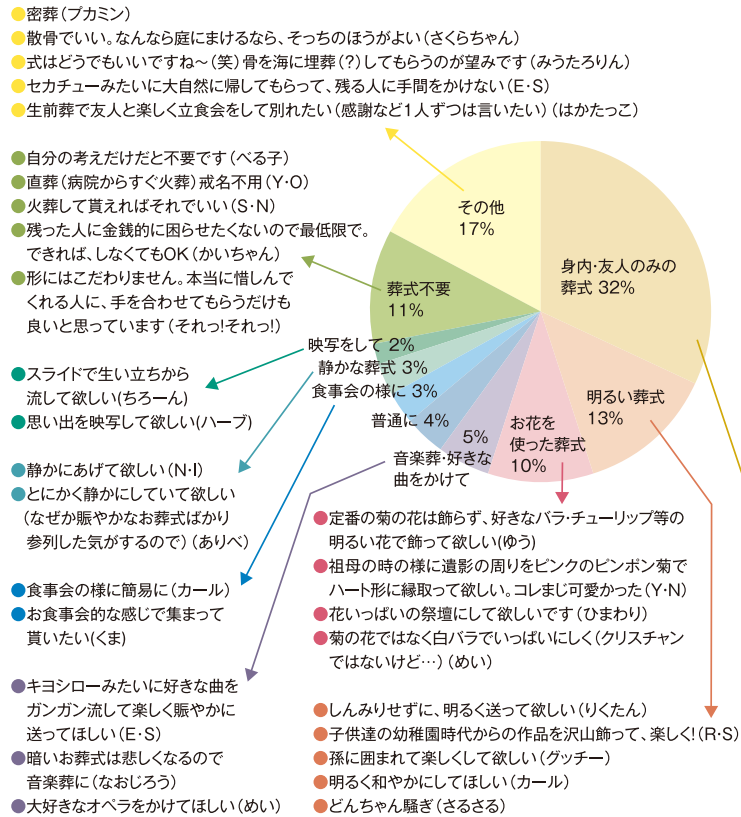 ●密葬（プカミン）
●散骨でいい。なんなら庭にまけるなら、そっちのほうがよい（さくらちゃん）
●式はどうでもいいですね～（笑）骨を海に埋葬（？）してもらうのが望みです（みうたろりん）
●セカチューみたいに大自然に帰してもらって、残る人に手間をかけない（E・S）
●生前葬で友人と楽しく立食会をして別れたい（感謝など1人ずつは言いたい）（はかたっこ）
●自分の考えだけだと不要です（べる子）
●直葬（病院からすぐ火葬）戒名不用（Y・O）
●火葬して貰えればそれでいい（S・N）
●残った人に金銭的に困らせたくないので最低限で。
できれば、しなくてもOK（かいちゃん）
●形にはこだわりません。本当に惜しんで
くれる人に、手を合わせてもらうだけも
良いと思っています（それっ！それっ！）
その他
17%
身内・友人のみの
葬式 32%
葬式不要
11%
映写をして 2%
静かな葬式 3%
食事会の様に 3%
普通に 4%
5%
音楽葬・好きな
曲をかけて
お花を
使った葬式
10%
明るい葬式
13%
●スライドで生い立ちから
流して欲しい(ちろーん)
●思い出を映写して欲しい(ハーブ)
●静かにあげて欲しい（N・I）
●とにかく静かにしていて欲しい
（なぜか賑やかなお葬式ばかり
参列した気がするので）（ありべ）
●食事会の様に簡易に（カール）
●お食事会的な感じで集まって
貰いたい(くま)
●キヨシローみたいに好きな曲を
ガンガン流して楽しく賑やかに
送ってほしい（E・S）
●暗いお葬式は悲しくなるので
音楽葬に（なおじろう）
●大好きなオペラをかけてほしい（めい）
●定番の菊の花は飾らず、好きなバラ・チューリップ等の
明るい花で飾って欲しい(ゆう)
●祖母の時の様に遺影の周りをピンクのピンポン菊で
ハート形に縁取って欲しい。コレまじ可愛かった（Y・N）
●花いっぱいの祭壇にして欲しいです（ひまわり）
●菊の花ではなく白バラでいっぱいにしく（クリスチャン
ではないけど…）（めい）
●しんみりせずに、明るく送って欲しい（りくたん）
●子供達の幼稚園時代からの作品を沢山飾って、楽しく！（R・S）
●孫に囲まれて楽しくして欲しい（グッチー）
●明るく和やかにしてほしい（カール）
●どんちゃん騒ぎ（さるさる）